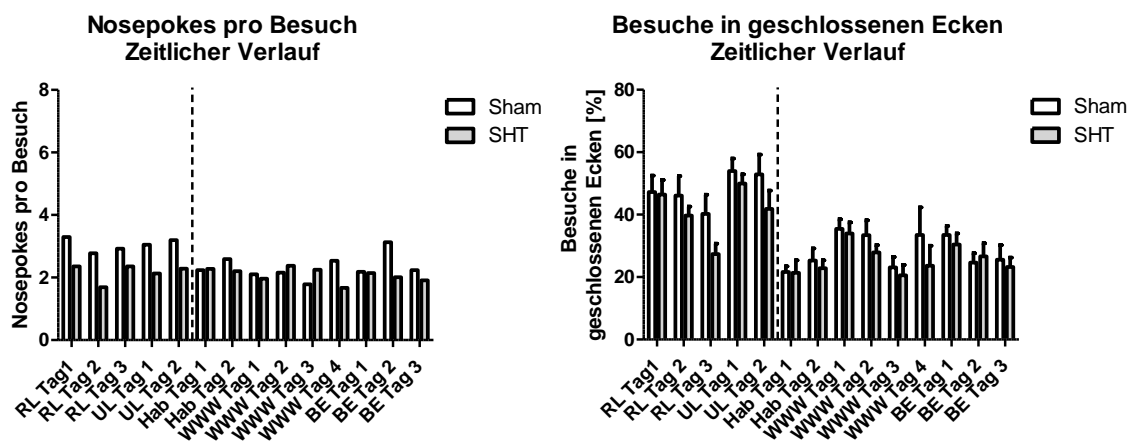 Nosepokes pro Besuch
Zeitlicher Verlauf
Nosepokes pro Besuch
8
6
4
2
0
Sham
SHT
RL Tag1
RL Tag 2
RL Tag 3
UL Tag 1
UL Tag 2
Hab Tag 1
Hab Tag 2
WWW Tag 1
WWW Tag 2
WWW Tag 3
WWW Tag 4
BE Tag 1
BE Tag 2
BE Tag 3
Besuche in geschlossenen Ecken
Zeitlicher Verlauf
Besuche in
geschlossenen Ecken [%]
80
60
40
20
0
Sham
SHT
RL Tag1
RL Tag 2
RL Tag 3
UL Tag 1
UL Tag 2
Hab Tag 1
Hab Tag 2
WWW Tag 1
WWW Tag 2
WWW Tag 3
WWW Tag 4
BE Tag 1
BE Tag 2
BE Tag 3